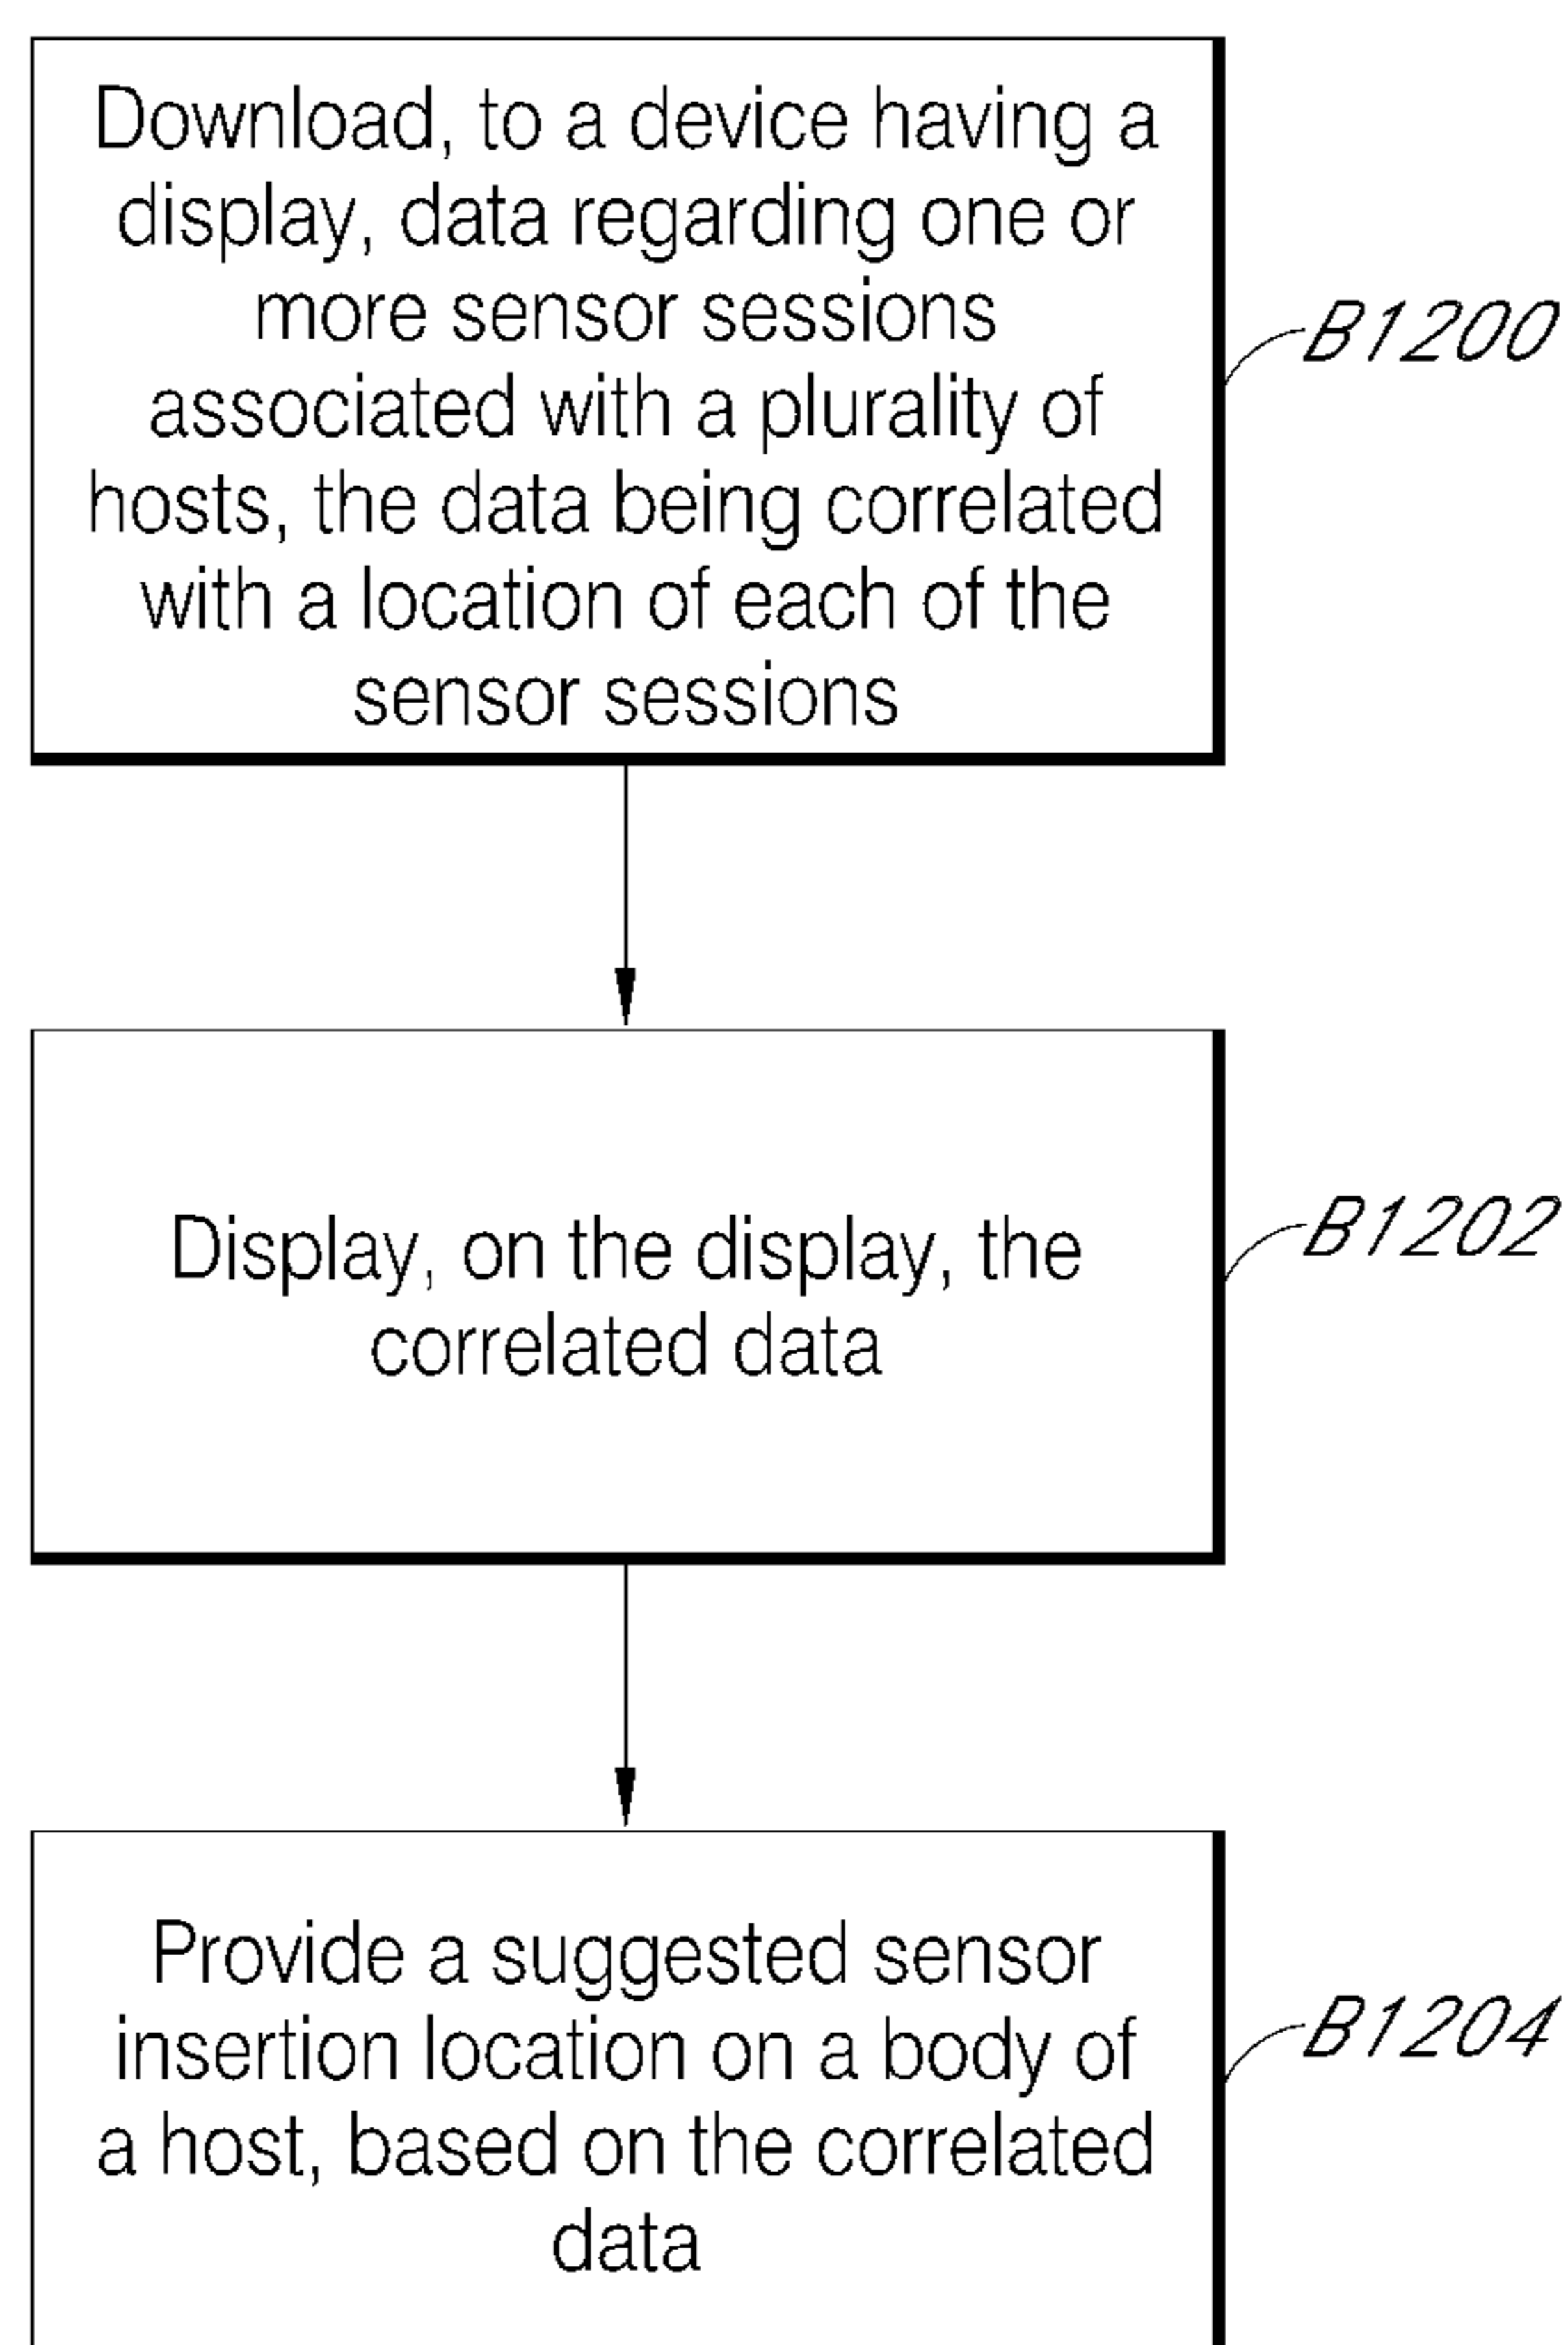 Download, to a device having a
display, data regarding one or
more sensor sessions
associated with a plurality of
hosts, the data being correlated
with a location of each of the
sensor sessions
B1200
Display, on the display, the
correlated data
B1202
Provide a suggested sensor
insertion location on a body of
a host, based on the correlated
data
B1204